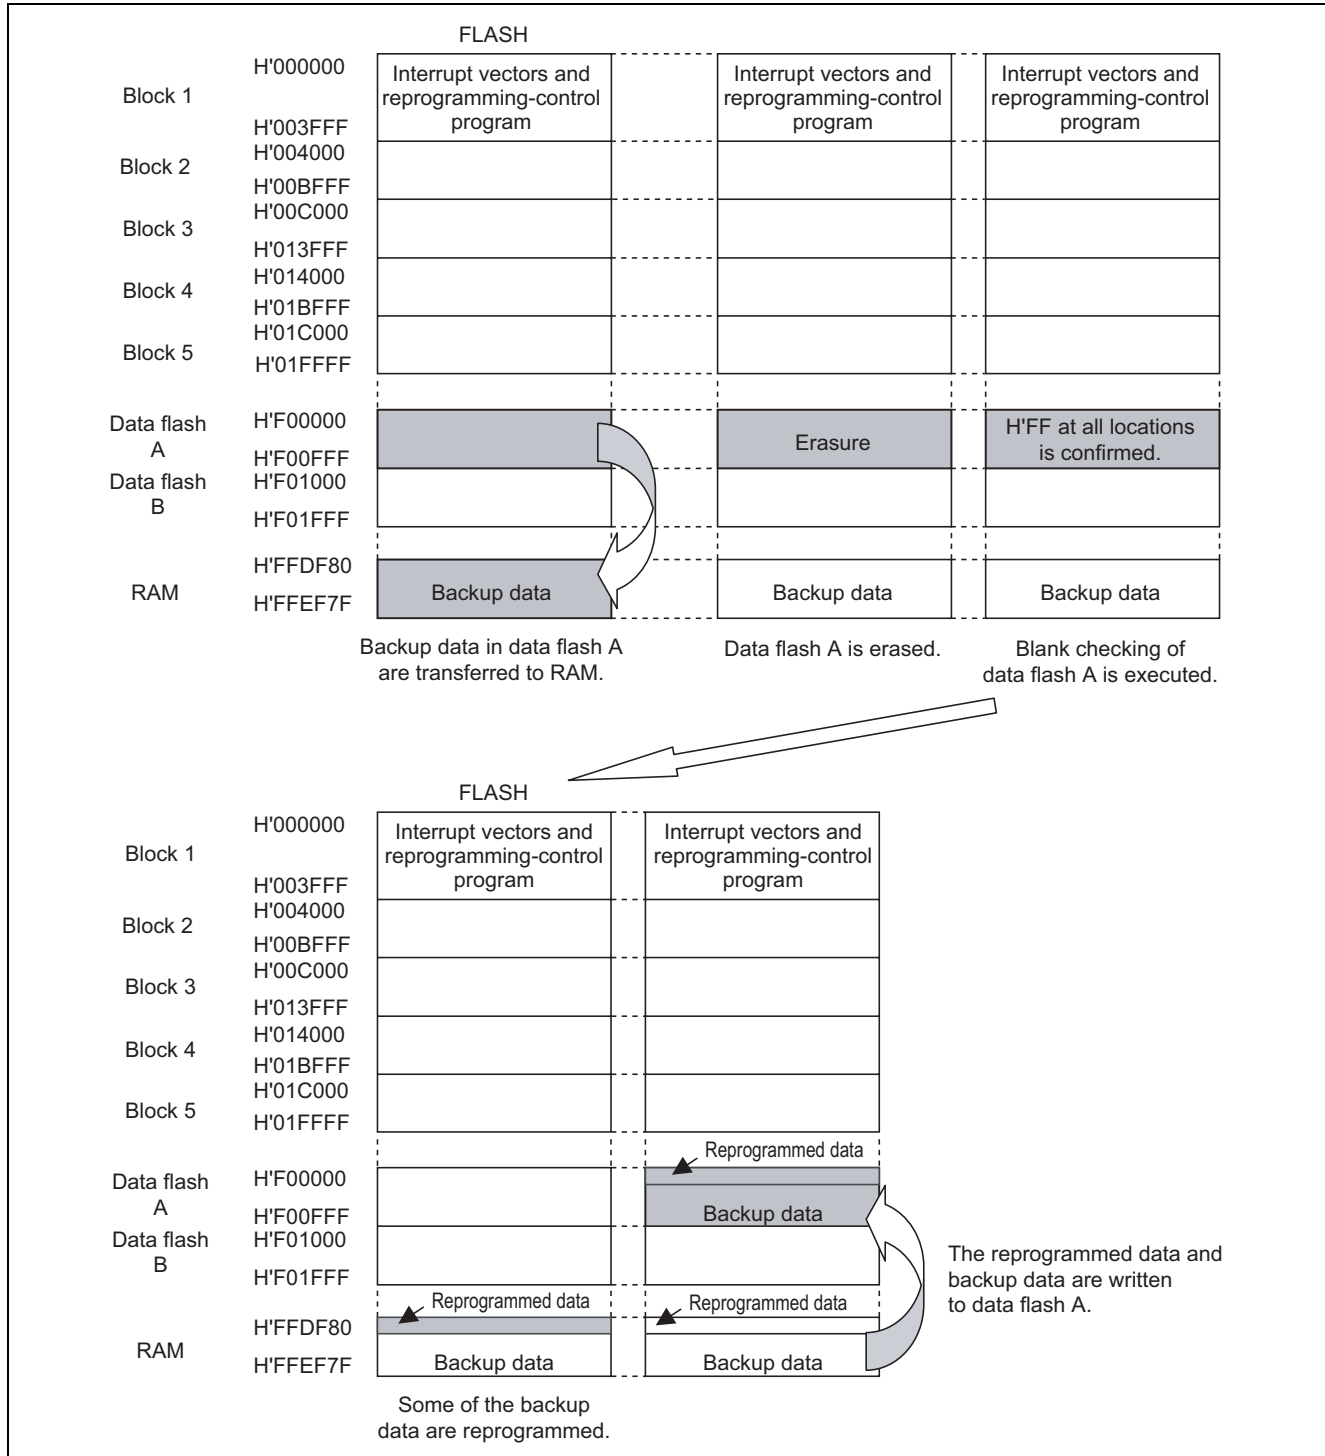 FLASH
H'000000
Block 1
H'003FFF
H'004000
Block 2
H'00BFFF
H'00C000
Block 3
H'013FFF
H'014000
Block 4
H'01BFFF
H'01C000
Block 5
H'01FFFF
Interrupt vectors and
reprogramming-control
program
Interrupt vectors and
reprogramming-control
program
Interrupt vectors and
reprogramming-control
program
Data flash
A
H'F00000
H'F00FFF
Data flash
B
H'F01000
H'F01FFF
Erasure
H'FF at all locations
is confirmed.
RAM
H'FFDF80
H'FFEF7F
Backup data
Backup data
Backup data
Backup data in data flash A
are transferred to RAM.
Data flash A is erased.
Blank checking of
data flash A is executed.
FLASH
H'000000
Block 1
H'003FFF
H'004000
Block 2
H'00BFFF
H'00C000
Block 3
H'013FFF
H'014000
Block 4
H'01BFFF
H'01C000
Block 5
H'01FFFF
Interrupt vectors and
reprogramming-control
program
Interrupt vectors and
reprogramming-control
program
Reprogrammed data
Data flash
A
H'F00000
H'F00FFF
Backup data
Data flash
B
H'F01000
H'F01FFF
The reprogrammed data and
backup data are written
to data flash A.
Reprogrammed data
Reprogrammed data
RAM
H'FFDF80
H'FFEF7F
Backup data
Backup data
Some of the backup
data are reprogrammed.